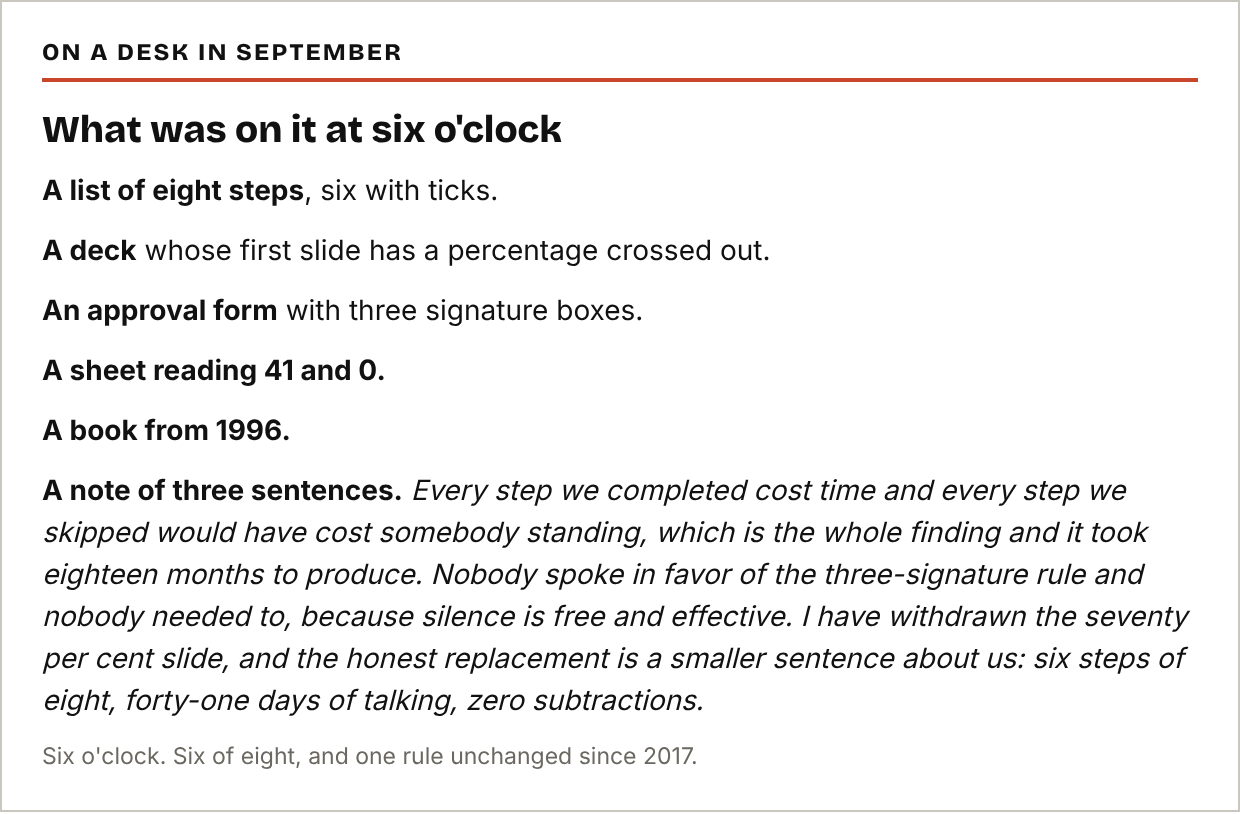 ON A DESK IN SEPTEMBER
What was on it at six o'clock
A list of eight steps, six with ticks.
A deck whose first slide has a percentage crossed out.
An approval form with three signature boxes.
A sheet reading 41 and 0.
A book from 1996.
A note of three sentences. Every step we completed cost time and every step we
skipped would have cost somebody standing, which is the whole finding and it took
eighteen months to produce. Nobody spoke in favor of the three-signature rule and
nobody needed to, because silence is free and effective. I have withdrawn the seventy
per cent slide, and the honest replacement is a smaller sentence about us: six steps of
eight, forty-one days of talking, zero subtractions.
Six o'clock. Six of eight, and one rule unchanged since 2017.